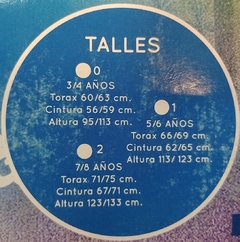 TALLES
0
3/4 AÑOS
Torax 60/63 cm.
Cintura 56/59 cm.
Altura 95/113 cm.
1
5/6 AÑOS
Torax 66/69 cm.
Cintura 62/65 cm.
Altura 113/ 123 cm.
2
7/8 AÑOS
Torax 71/75 cm.
Cintura 67/71 cm.
Altura 123/133 cm.